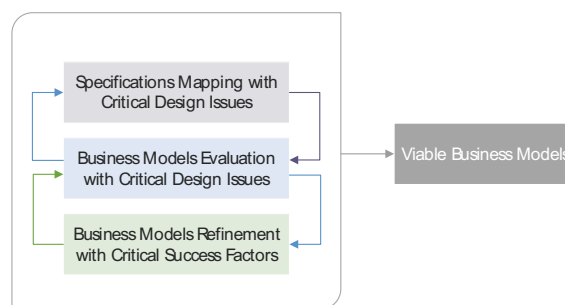 Specifications Mapping with
Critical Design Issues
Business Models Evaluation
with Critical Design Issues
Viable Business Models
Business Models Refinement
with Critical Success Factors